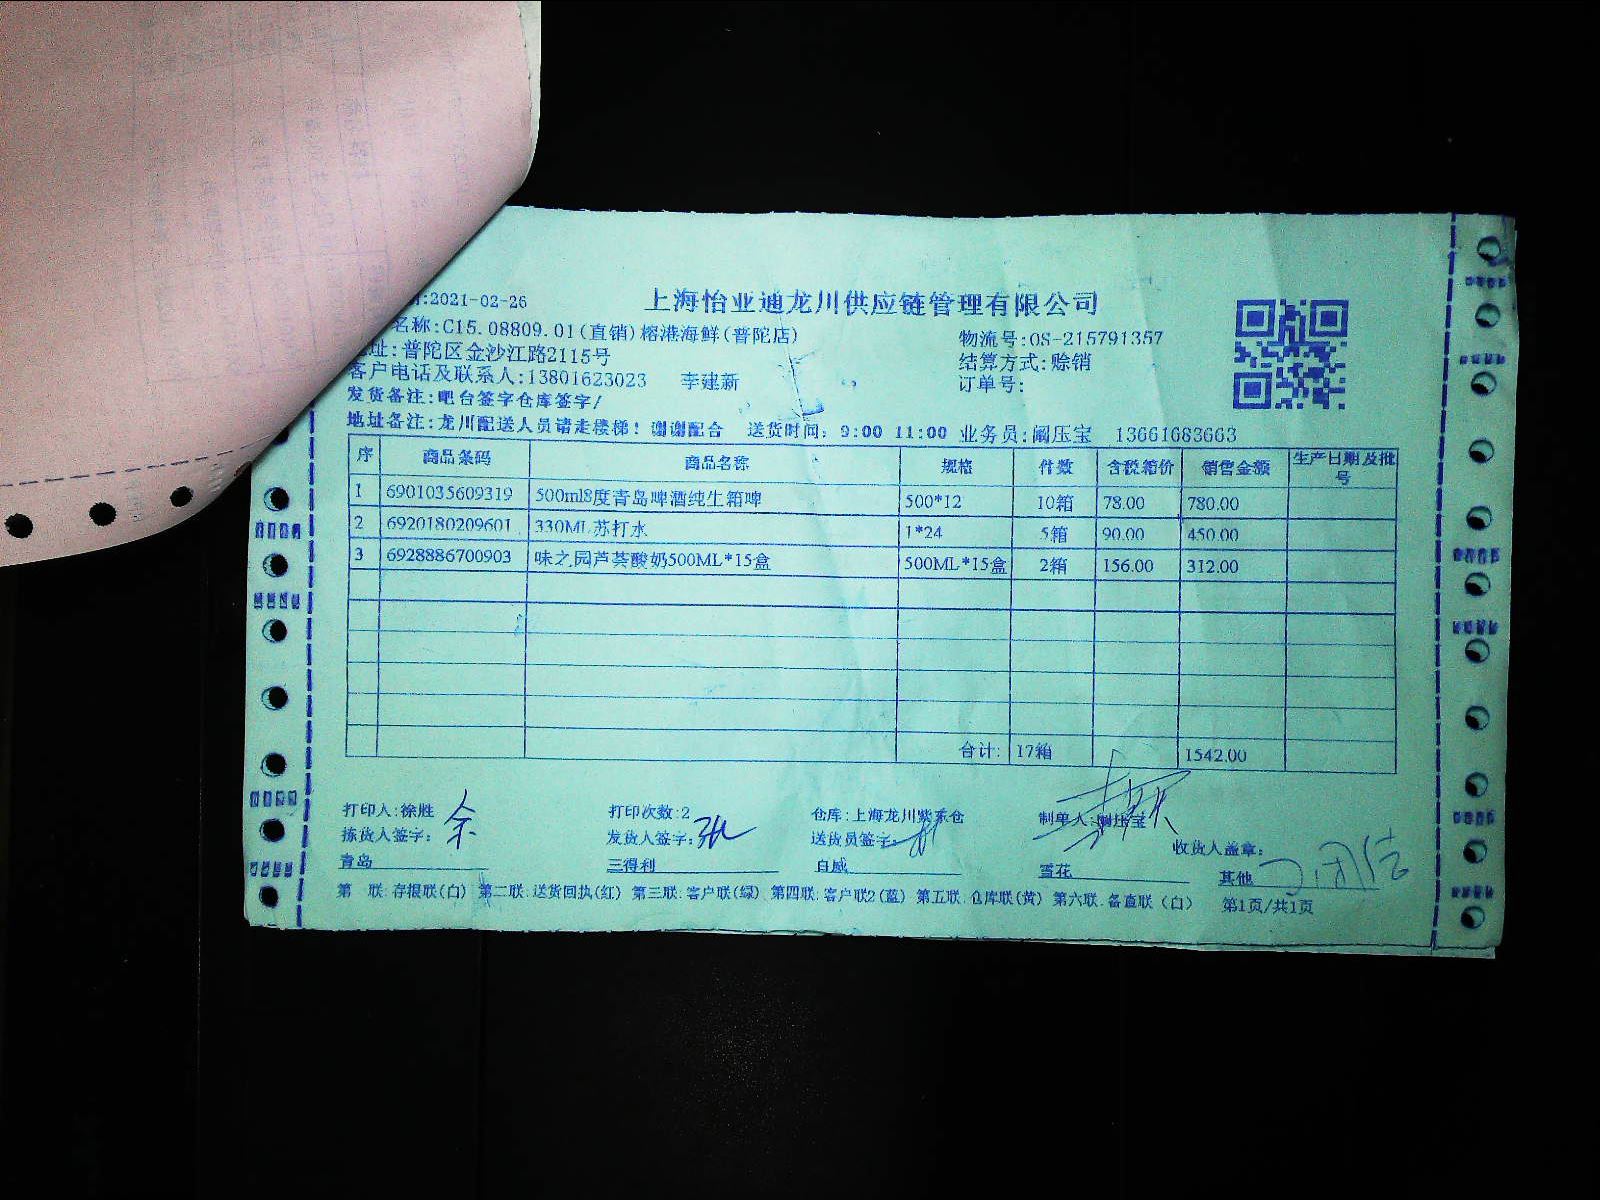 :2021-02-26 上海怡亚通龙川供应链管理有限公司
名称:C15.08809.01(直销)榕港海鲜(普陀店) 物流号:OS-215791357
址:普陀区金沙江路2115号 结算方式:赊销
客户电话及联系人:13801623023 李建新 订单号:
发货备注:吧台签字仓库签字/
地址备注:龙川配送人员请走楼梯!谢谢配合 送货时间: 9:00 11:00 业务员:阚压宝 13661683663
序 商品条码 商品名称 规格 件数 含税箱价 销售金额 生产日期及批号
1 6901035609319 500ml8度青岛啤酒纯生箱啤 500*12 10箱 78.00 780.00
2 6920180209601 330ML苏打水 1*24 5箱 90.00 450.00
3 6928886700903 味之园芦荟酸奶500ML*15盒 500ML*15盒 2箱 156.00 312.00
合计: 17箱 1542.00
打印人:徐胜 打印次数:2 仓库:上海龙川紫禾仓 制单人:阚压宝
拣货人签字: 余 发货人签字: 张 送货员签字: 收货人盖章:
青岛 三得利 百威 雪花 其他
第 联:存根联(白) 第二联:送货回执(红) 第三联:客户联(绿) 第四联:客户联2(蓝) 第五联:仓库联(黄) 第六联:备查联(白) 第1页/共1页